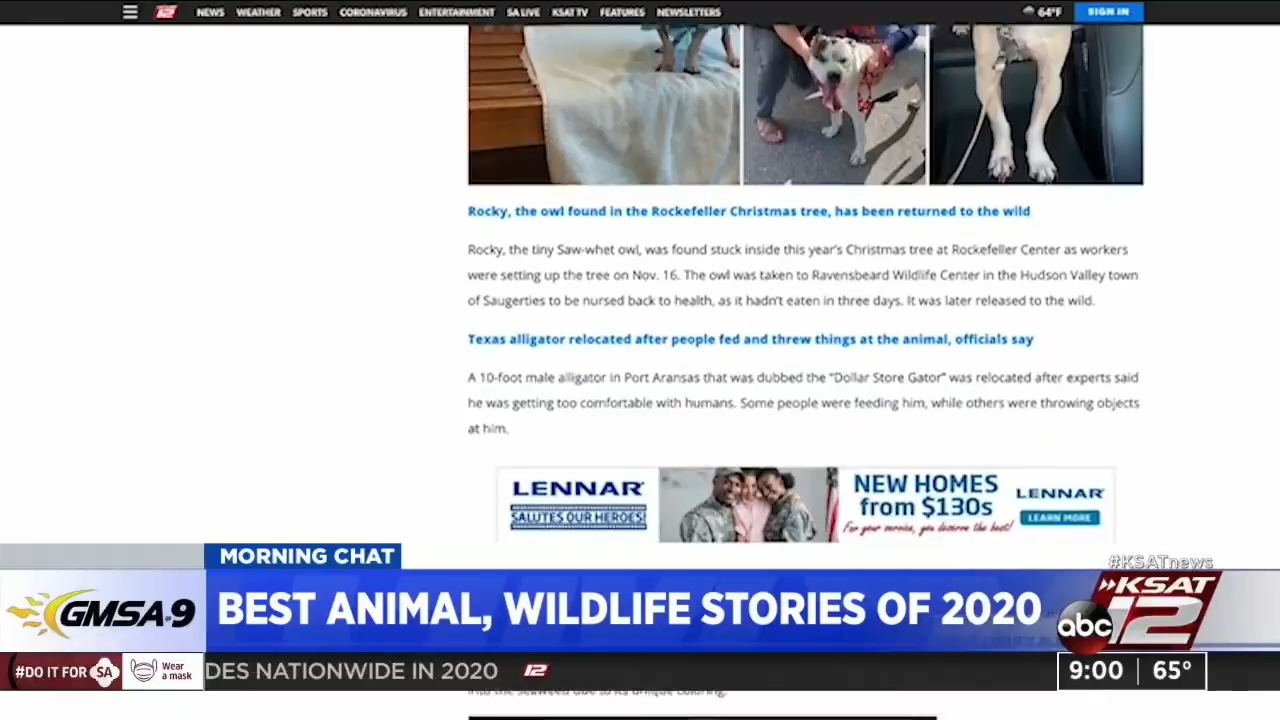 NEWS WEATHER SPORTS CORONAVIRUS ENTERTAINMENT SA LIVE KSAT TV FEATURES NEWSLETTERS 64°F SIGN IN
Rocky, the owl found in the Rockefeller Christmas tree, has been returned to the wild
Rocky, the tiny Saw-whet owl, was found stuck inside this year's Christmas tree at Rockefeller Center as workers
were setting up the tree on Nov. 16. The owl was taken to Ravensbeard Wildlife Center in the Hudson Valley town
of Saugerties to be nursed back to health, as it hadn't eaten in three days. It was later released to the wild.
Texas alligator relocated after people fed and threw things at the animal, officials say
A 10-foot male alligator in Port Aransas that was dubbed the "Dollar Store Gator" was relocated after experts said
he was getting too comfortable with humans. Some people were feeding him, while others were throwing objects
at him.
LENNAR
SALUTES OUR HEROES!
NEW HOMES
from $130s
For your service, you deserve the best!
LENNAR
LEARN MORE
MORNING CHAT
#KSATnews
GMSA @ 9
BEST ANIMAL, WILDLIFE STORIES OF 2020
abc
KSAT
12
#DO IT FOR SA
Wear
a mask
DES NATIONWIDE IN 2020
12
9:00
65°